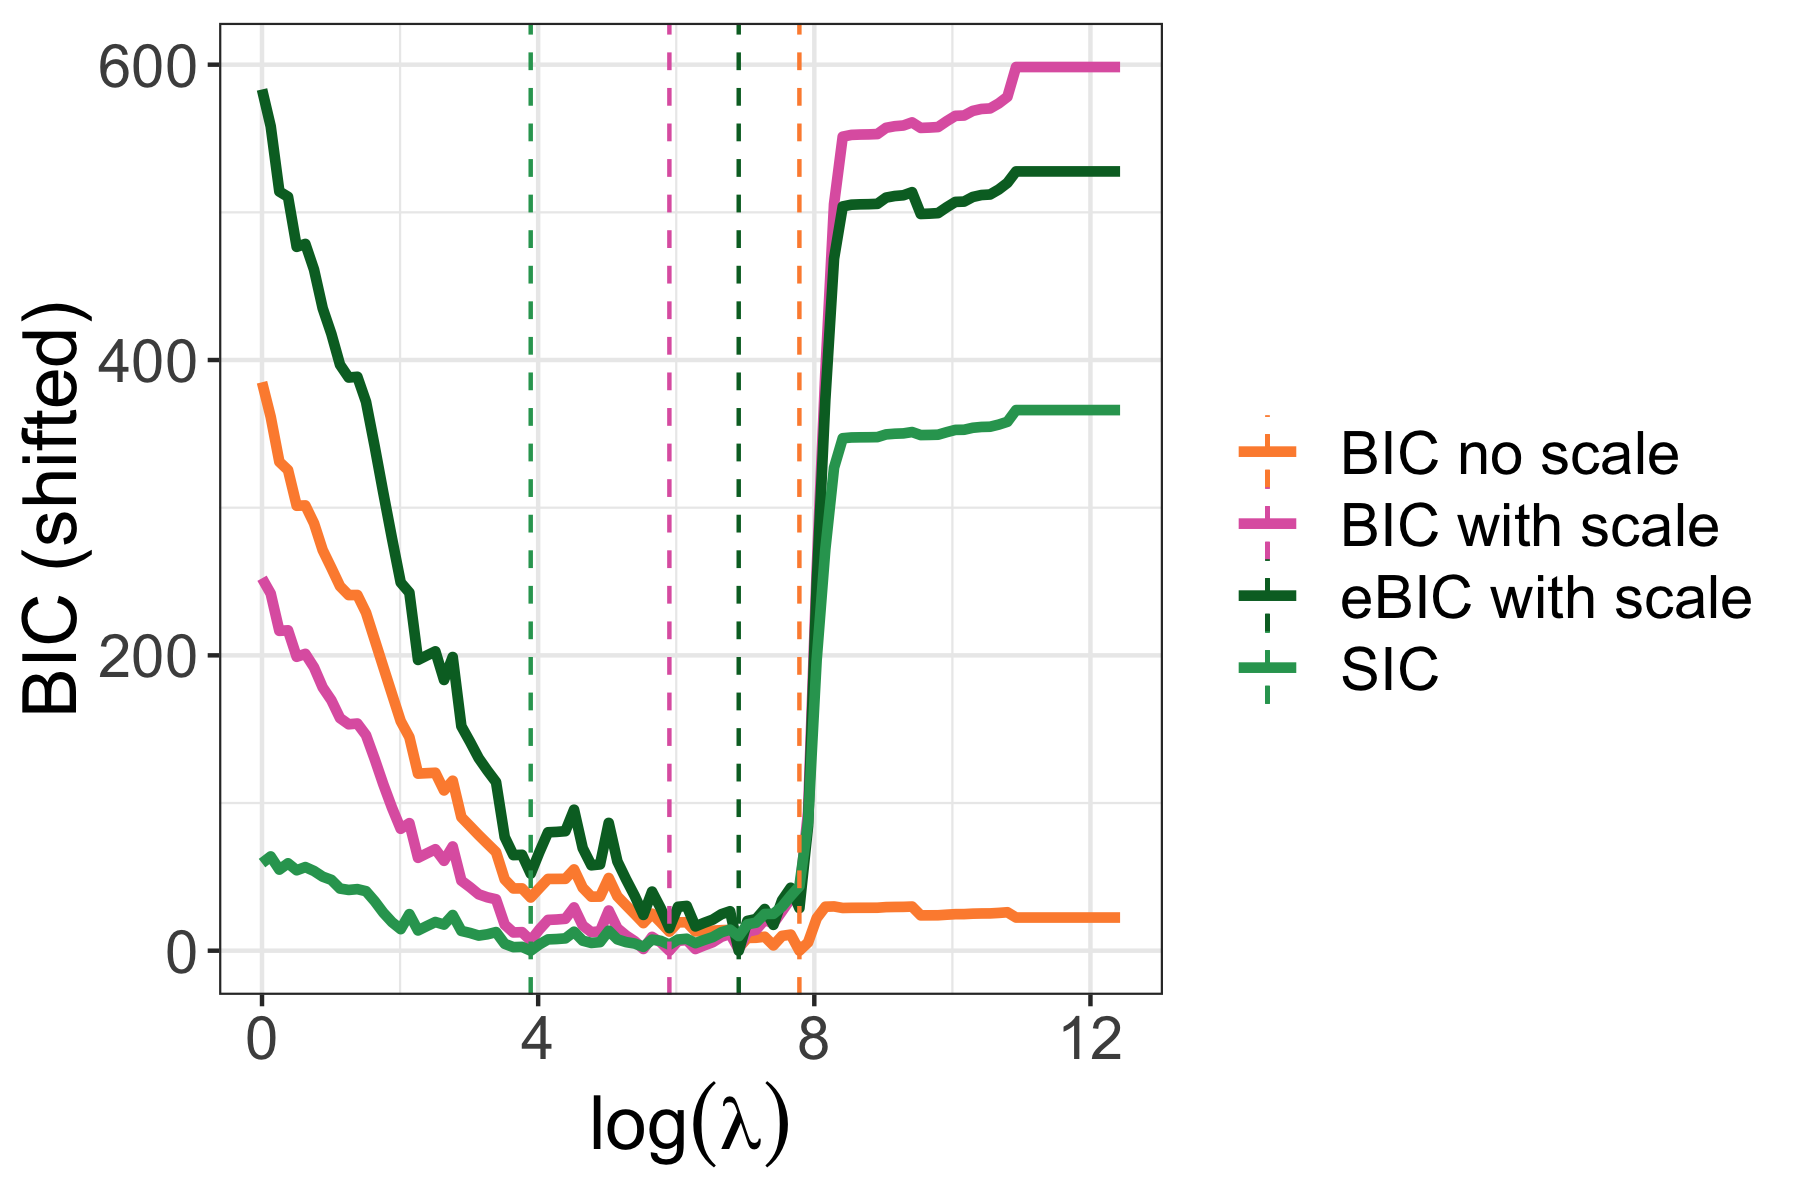 BIC (shifted)
600
400
200
0
0 4 8 12
log(λ)
BIC no scale
BIC with scale
eBIC with scale
SIC